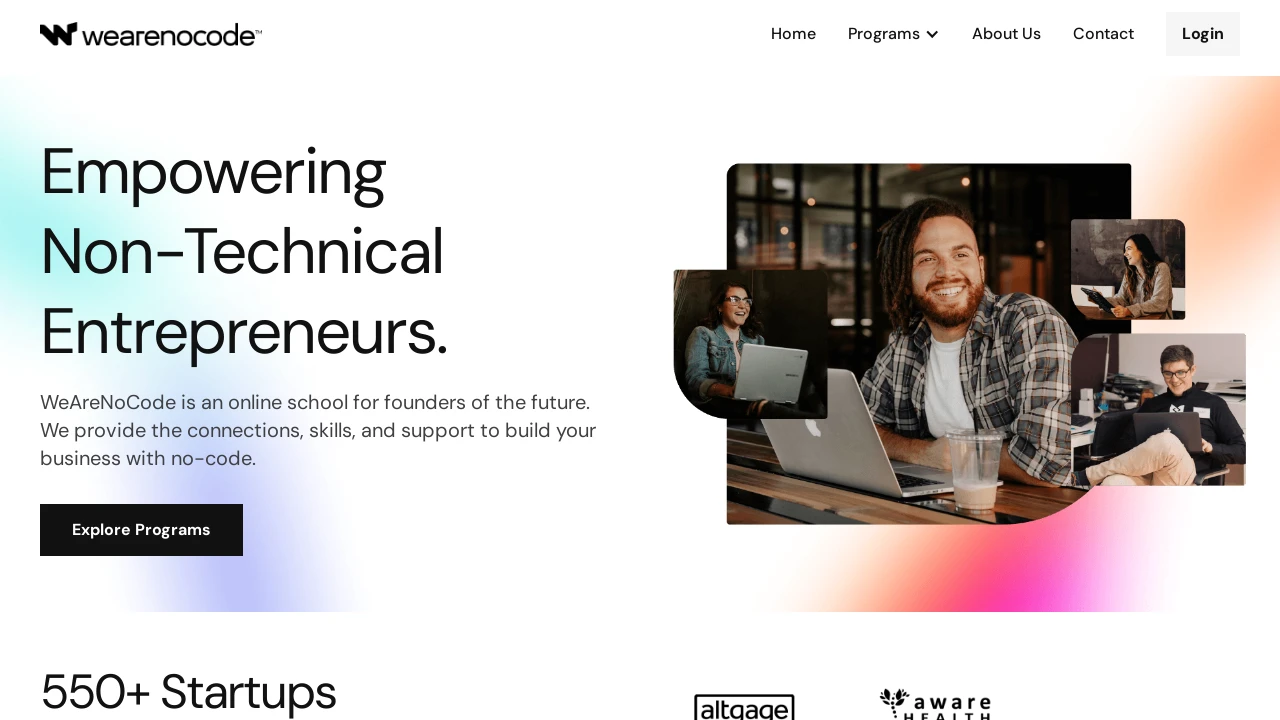 wearenocode™
Home
Programs
About Us
Contact
Login
Empowering
Non-Technical
Entrepreneurs.
WeAreNoCode is an online school for founders of the future.
We provide the connections, skills, and support to build your
business with no-code.
Explore Programs
550+ Startups
altgage
aware
HEALTH